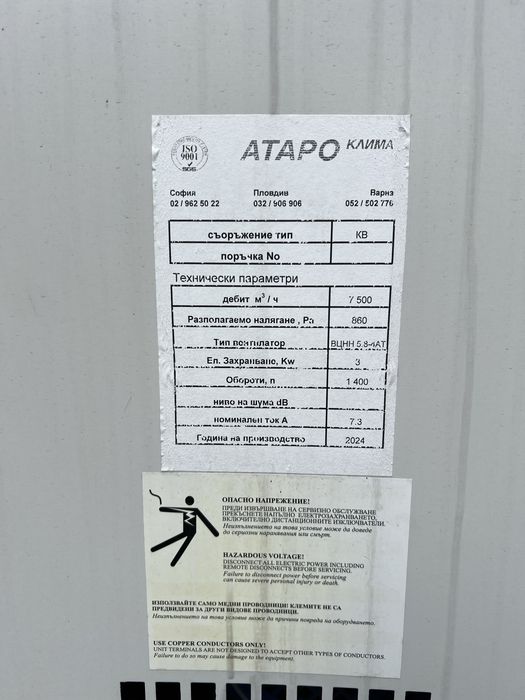 ISO
9001
SGS
АТАРО КЛИМА
София Пловдив Варна
02 / 962 50 22 032 / 906 906 052 / 502 776
съоръжение тип КВ
поръчка No
Технически параметри
дебит м³ / ч 7 500
Разполагаемо налягане , Pa 860
Тип вентилатор ВЦНН 5.8-4АТ
Ел. Захранване, Kw 3
Обороти, n 1 400
ниво на шума dB
номинален ток А 7.3
Година на производство 2024
ОПАСНО НАПРЕЖЕНИЕ!
ПРЕДИ ИЗВЪРШВАНЕ НА СЕРВИЗНО ОБСЛУЖВАНЕ
ПРЕКЪСНЕТЕ НАПЪЛНО ЕЛЕКТРОЗАХРАНВАНЕТО,
ВКЛЮЧИТЕЛНО ДИСТАНЦИОННИТЕ ИЗКЛЮЧВАТЕЛИ.
Неизпълнението на това условие може да доведе
до сериозни наранявания или смърт.
HAZARDOUS VOLTAGE!
DISCONNECT ALL ELECTRIC POWER INCLUDING
REMOTE DISCONNECTS BEFORE SERVICING.
Failure to disconnect power before servicing
can cause severe personal injury or death.
ИЗПОЛЗВАЙТЕ САМО МЕДНИ ПРОВОДНИЦИ! КЛЕМИТЕ НЕ СА
ПРЕДВИДЕНИ ЗА ДРУГИ ВИДОВЕ ПРОВОДНИЦИ.
Неизпълнението на това условие може да причини повреда на оборудването.
USE COPPER CONDUCTORS ONLY!
UNIT TERMINALS ARE NOT DESIGNED TO ACCEPT OTHER TYPES OF CONDUCTORS.
Failure to do so may cause damage to the equipment.